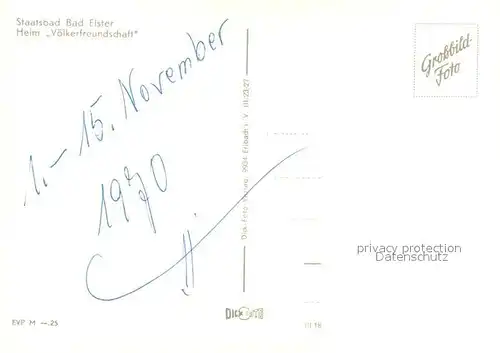 Staatsbad Bad Elster
Heim „Völkerfreundschaft"
Großbild-
Foto
1.– 15. November
1970
privacy protection
Datenschutz
EVP M —.25